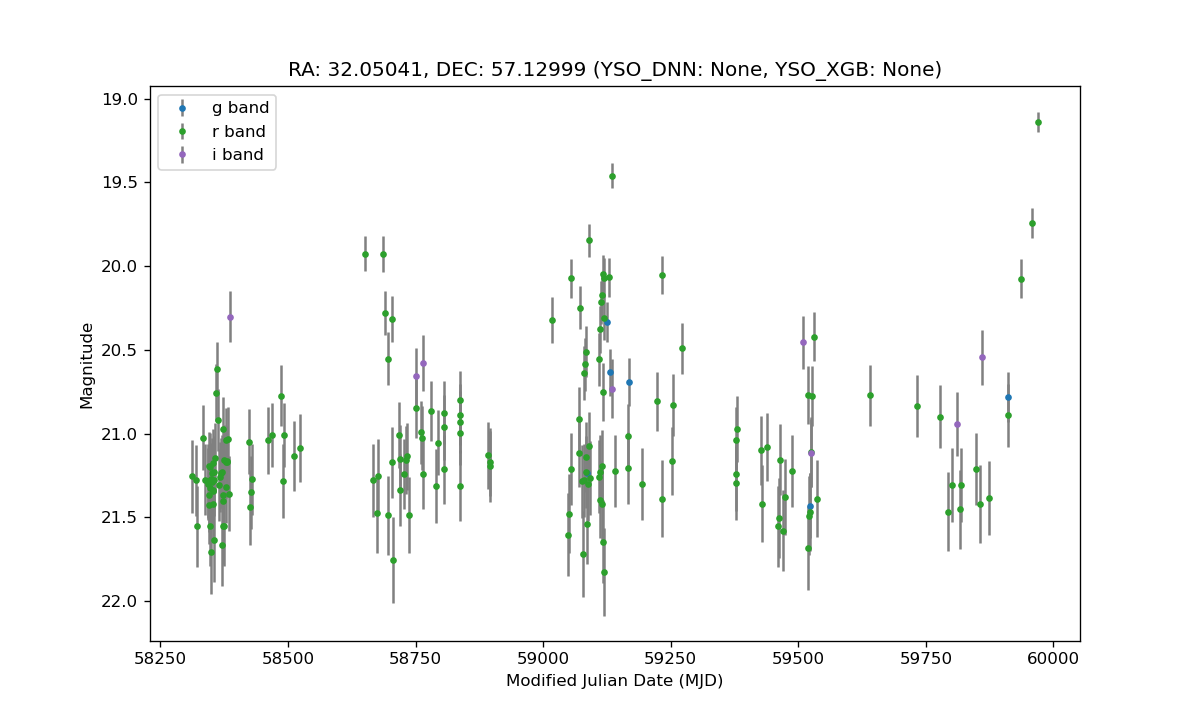 RA: 32.05041, DEC: 57.12999 (YSO_DNN: None, YSO_XGB: None)
g band
r band
i band
19.0
19.5
20.0
20.5
21.0
21.5
22.0
Magnitude
58250 58500 58750 59000 59250 59500 59750 60000
Modified Julian Date (MJD)